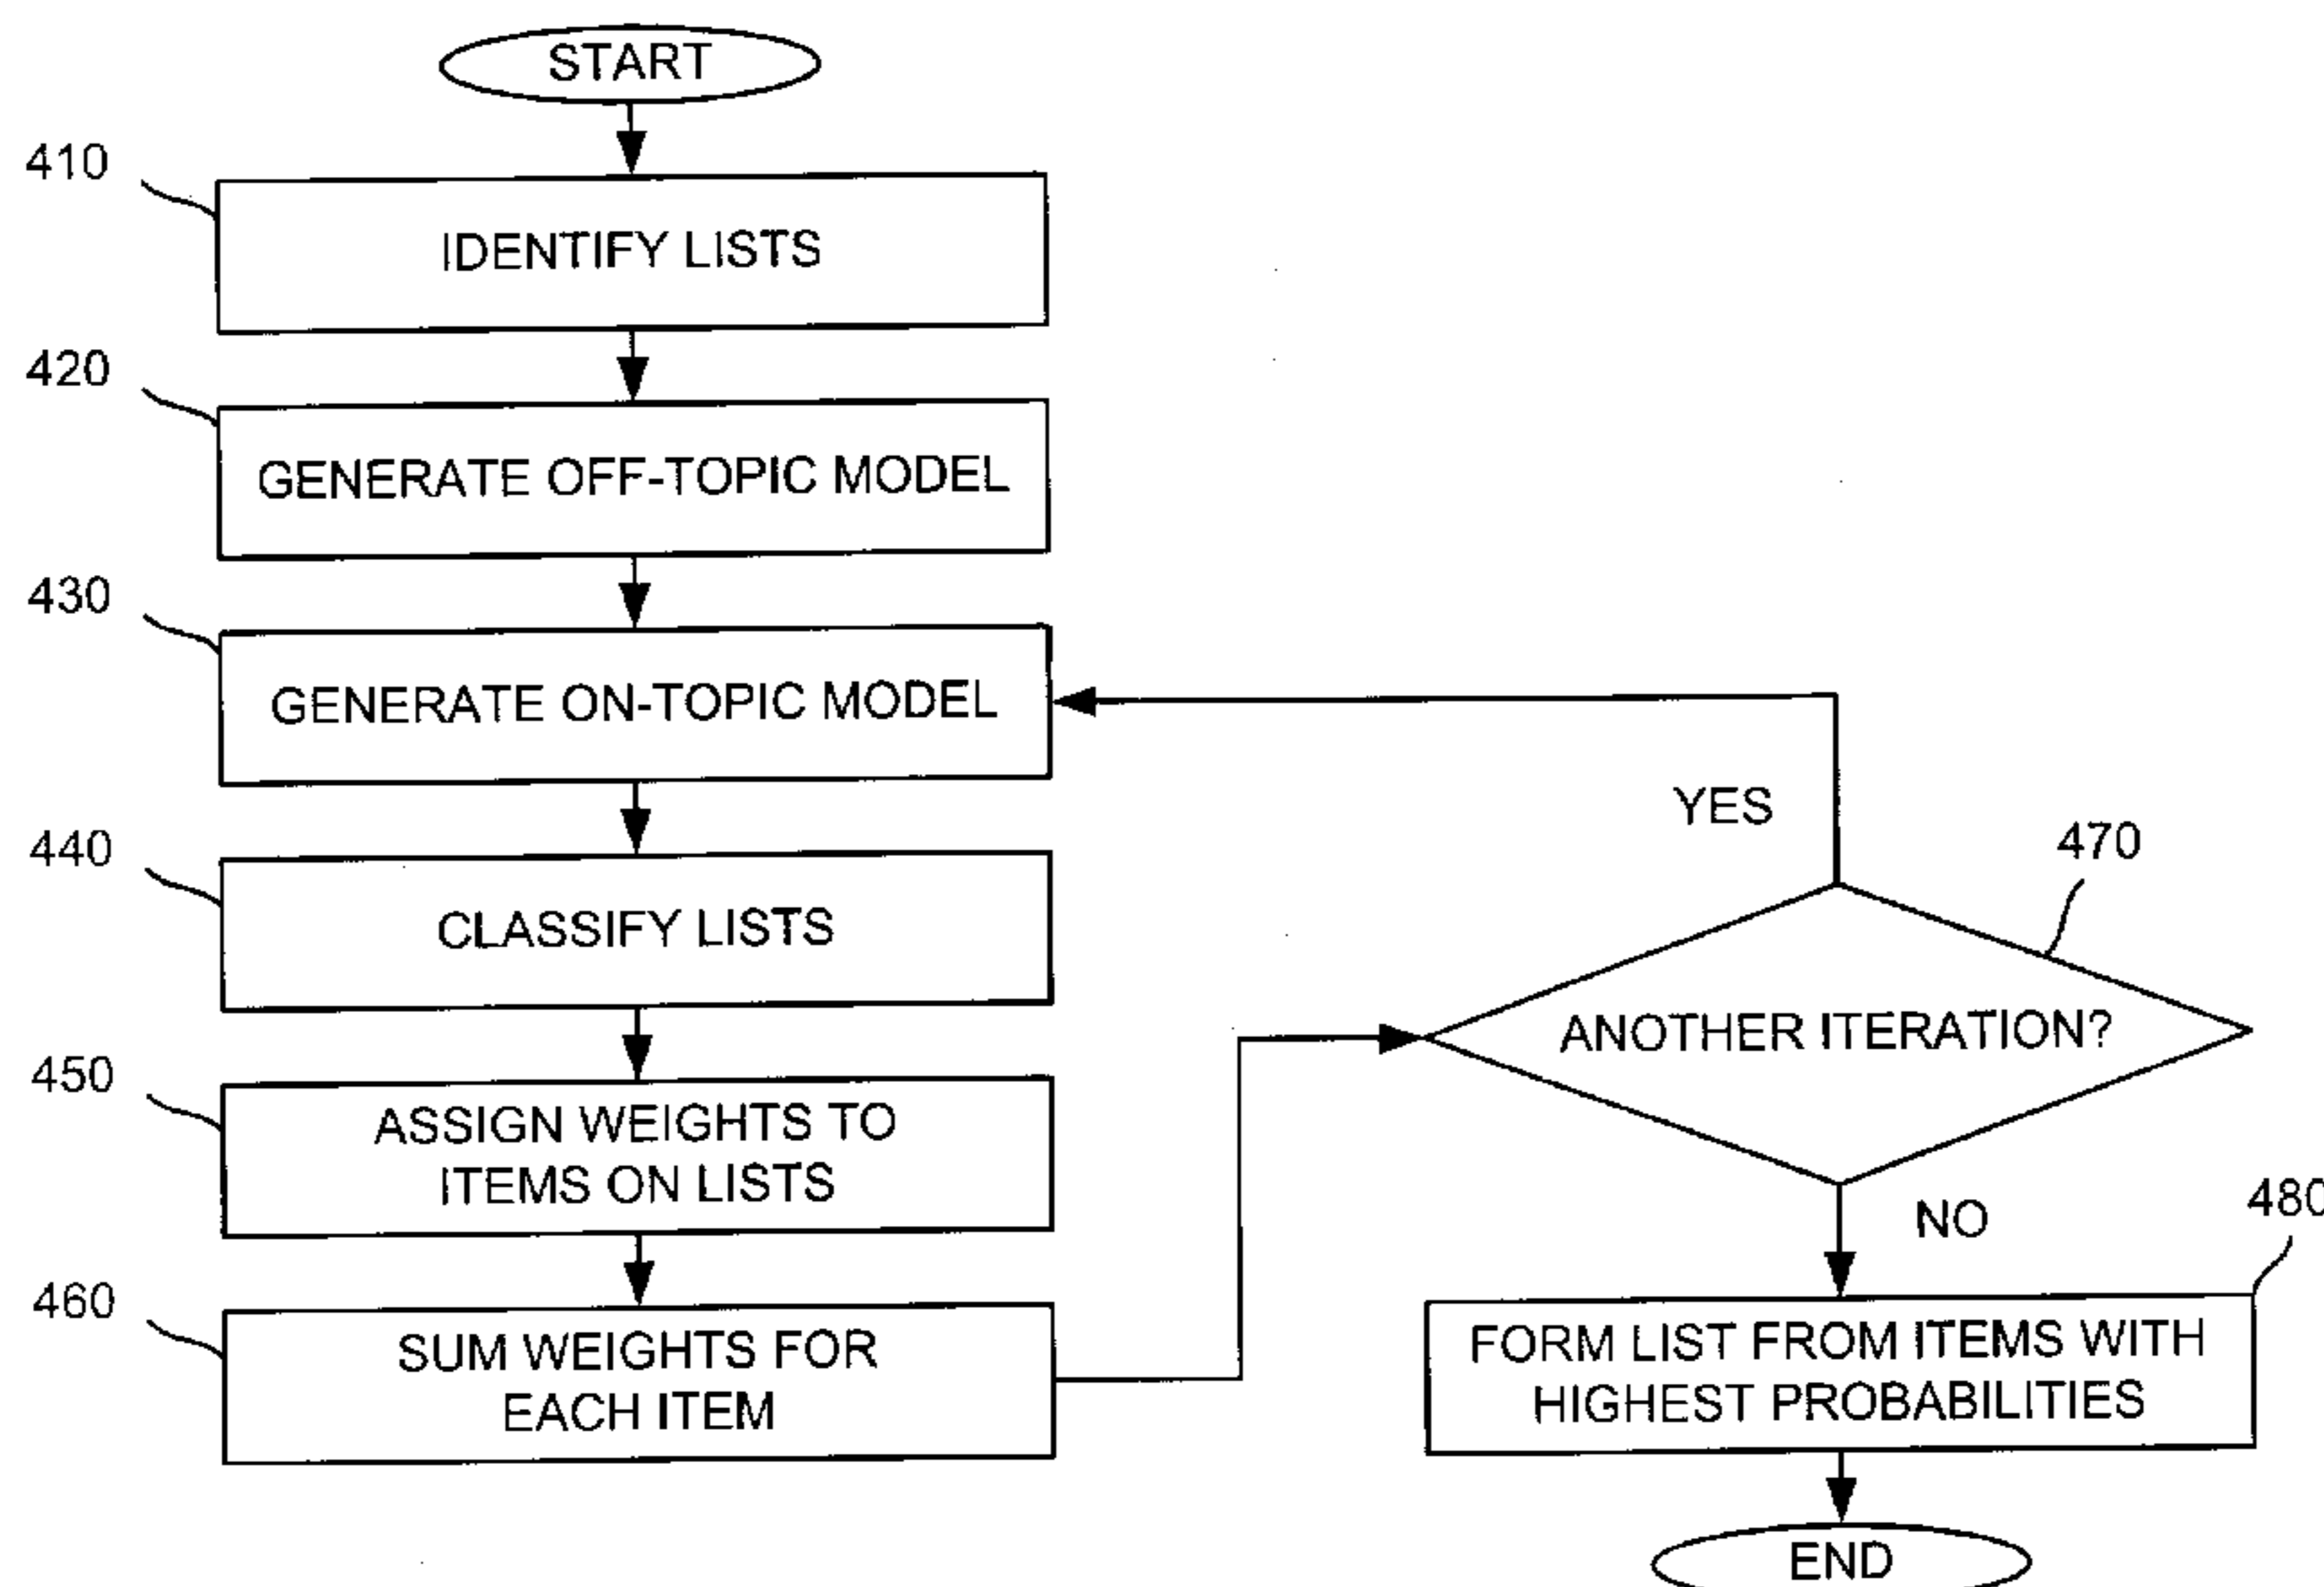 START
410
IDENTIFY LISTS
420
GENERATE OFF-TOPIC MODEL
430
GENERATE ON-TOPIC MODEL
440
CLASSIFY LISTS
450
ASSIGN WEIGHTS TO
ITEMS ON LISTS
460
SUM WEIGHTS FOR
EACH ITEM
YES
470
ANOTHER ITERATION?
NO
480
FORM LIST FROM ITEMS WITH
HIGHEST PROBABILITIES
END